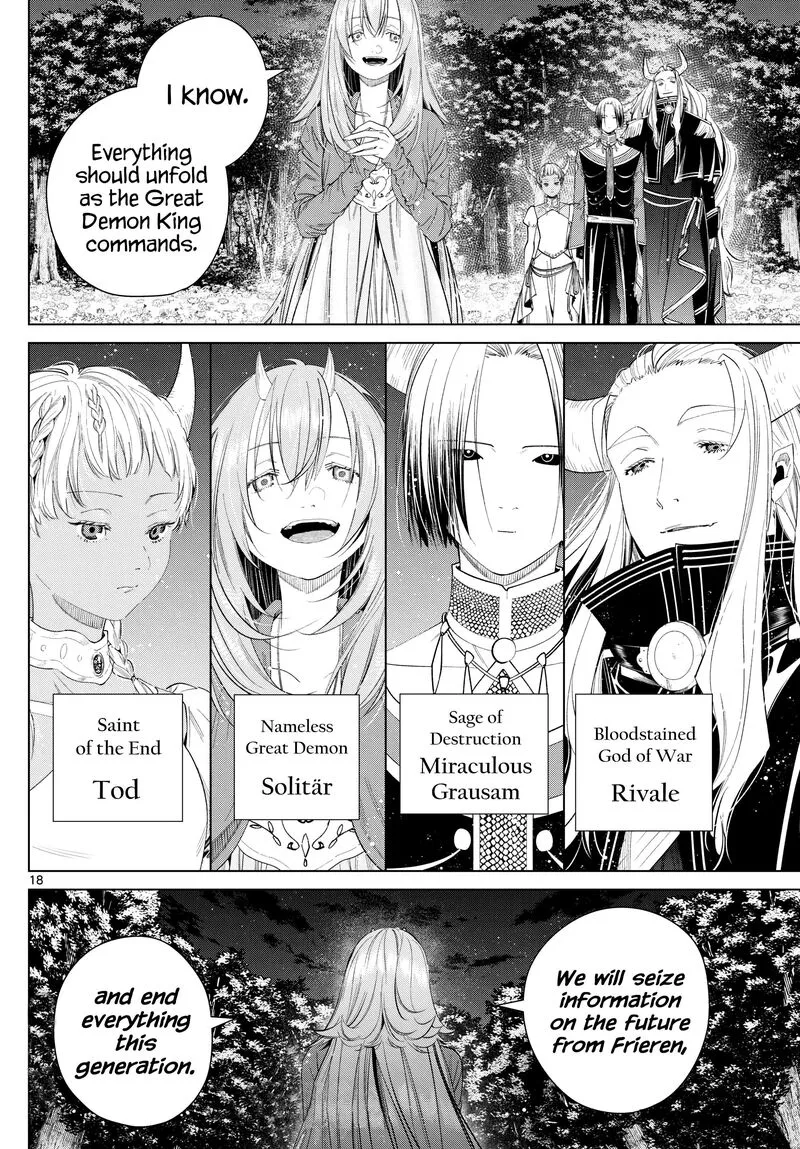 I know.
Everything
should unfold
as the Great
Demon King
commands.
Saint
of the End
Tod
Nameless
Great Demon
Solitär
Sage of
Destruction
Miraculous
Grausam
Bloodstained
God of War
Rivale
18
We will seize
information
on the future
from Frieren,
and end
everything
this
generation.